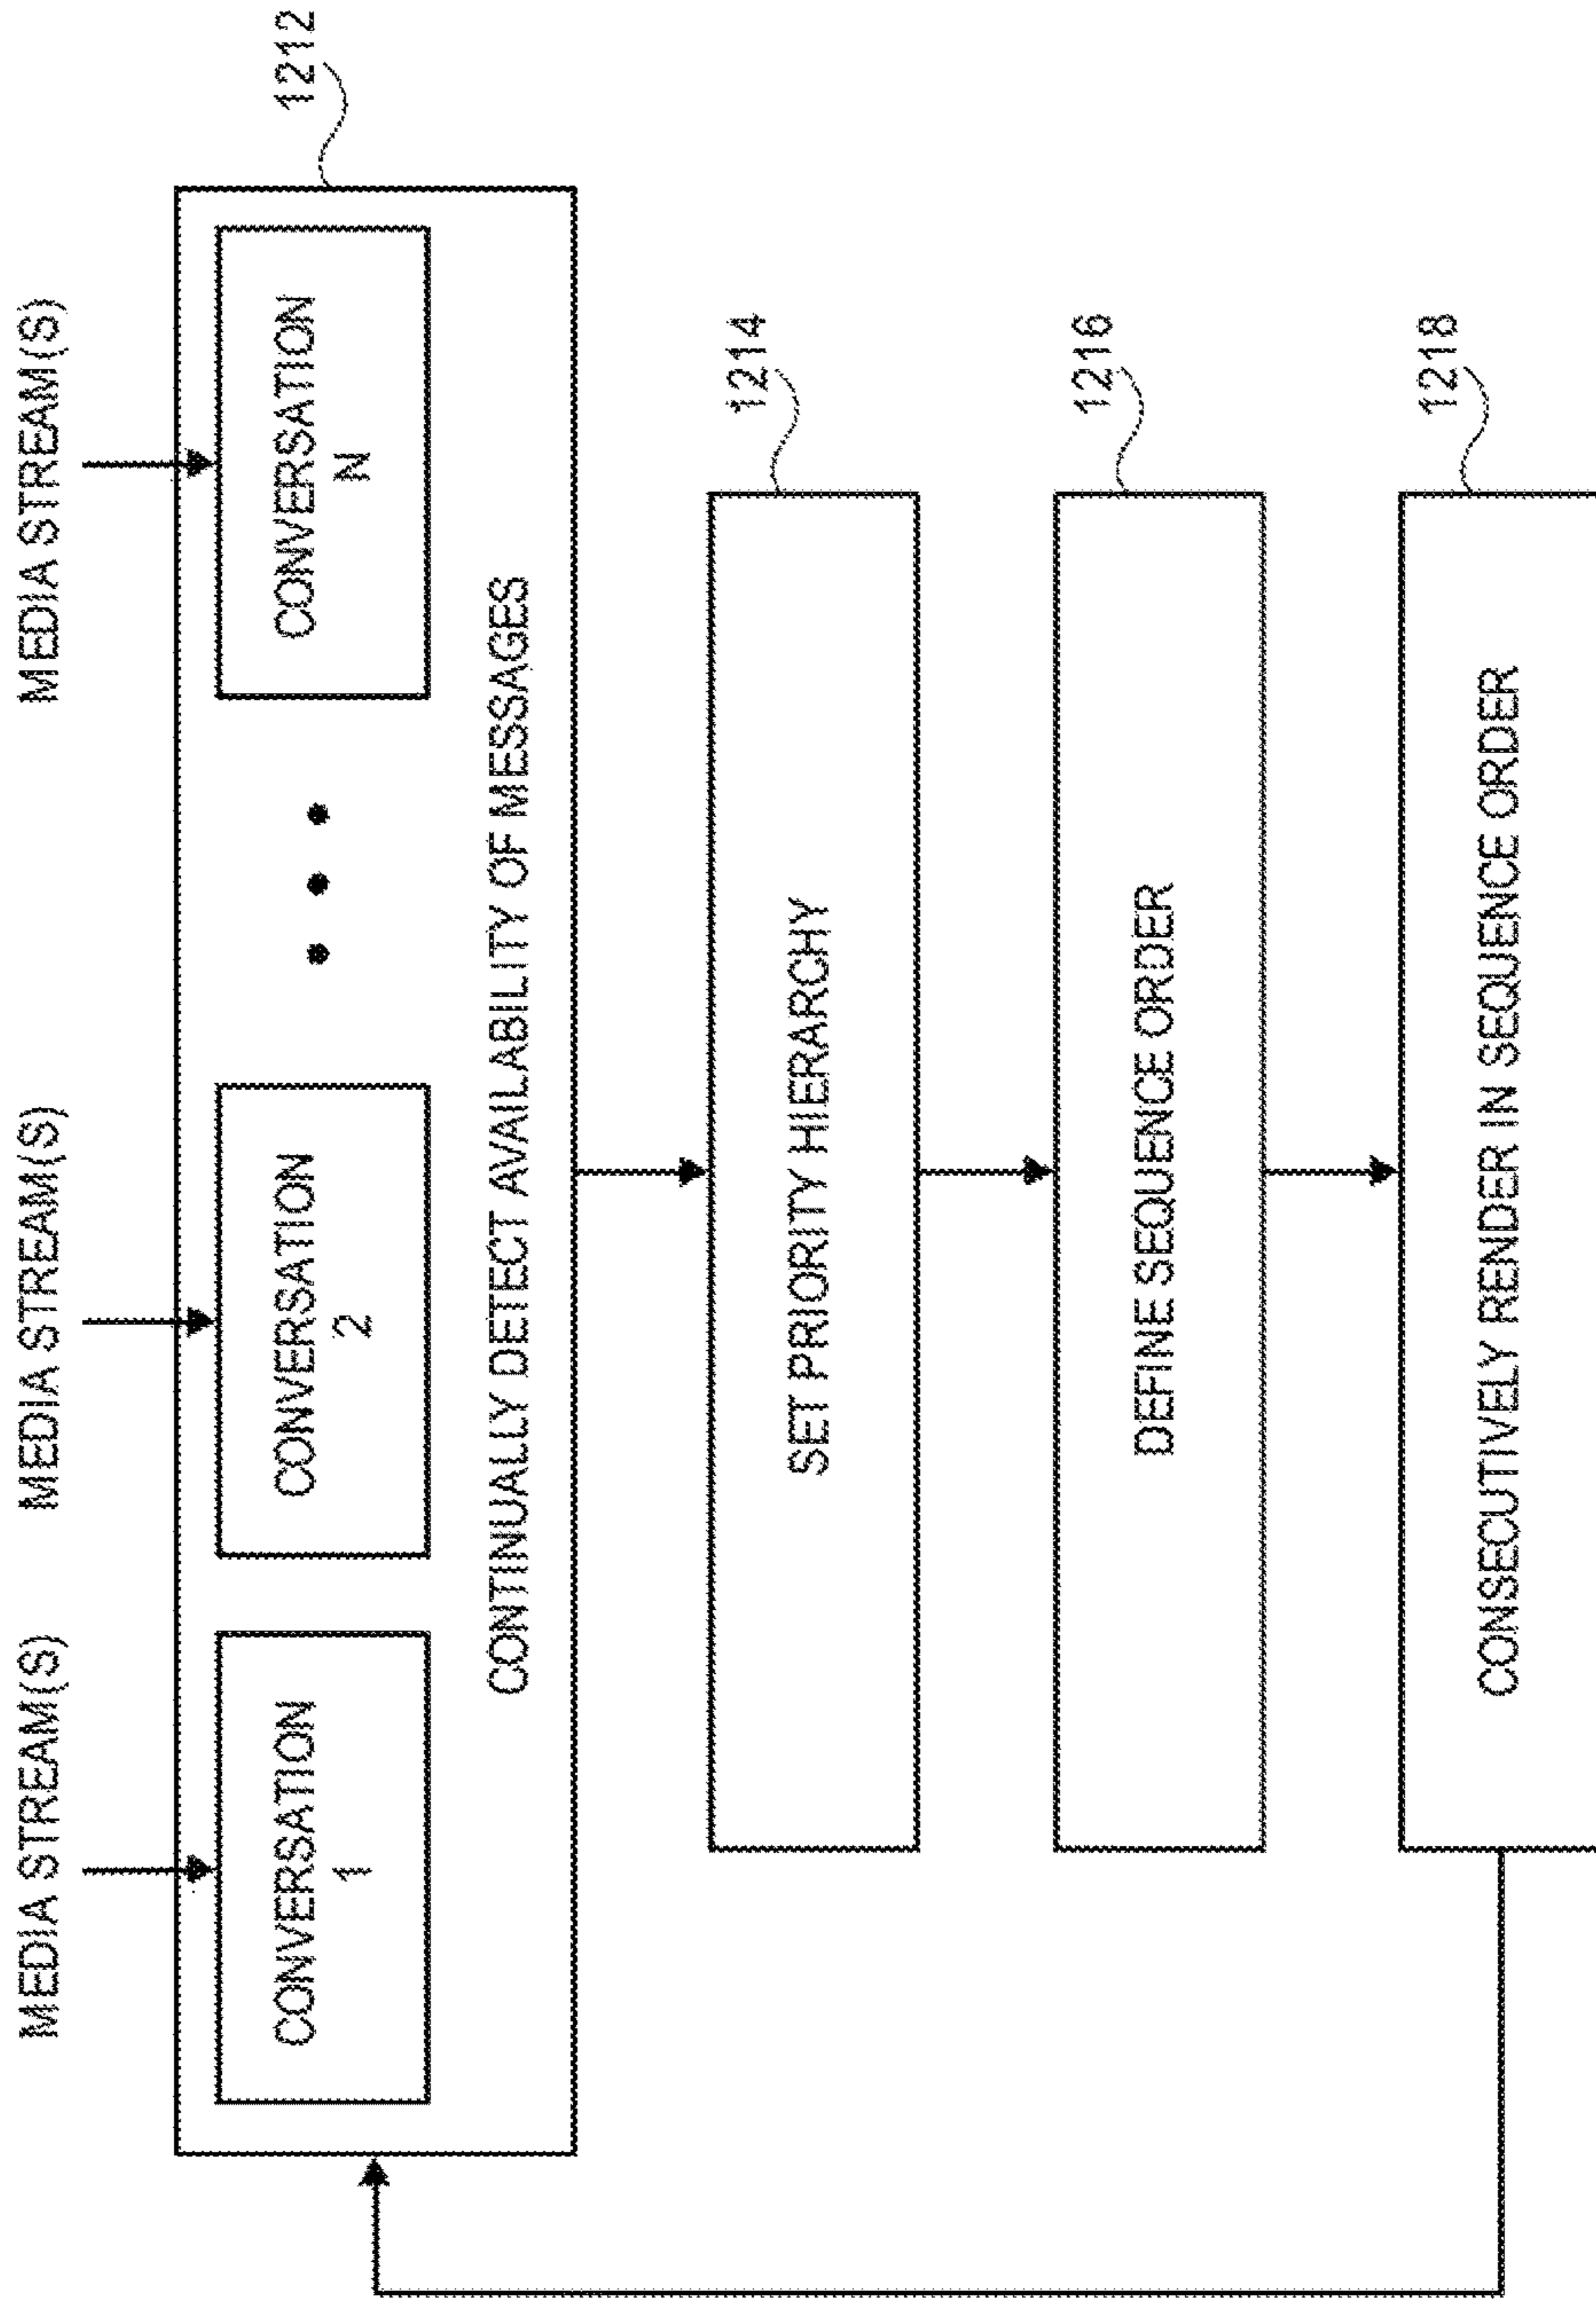 MEDIA STREAM(S)
MEDIA STREAM(S)
MEDIA STREAM(S)
1212
CONVERSATION
1
CONVERSATION
2
CONVERSATION
N
CONTINUALLY DETECT AVAILABILITY OF MESSAGES
1214
SET PRIORITY HIERARCHY
1216
DEFINE SEQUENCE ORDER
1218
CONSECUTIVELY RENDER IN SEQUENCE ORDER